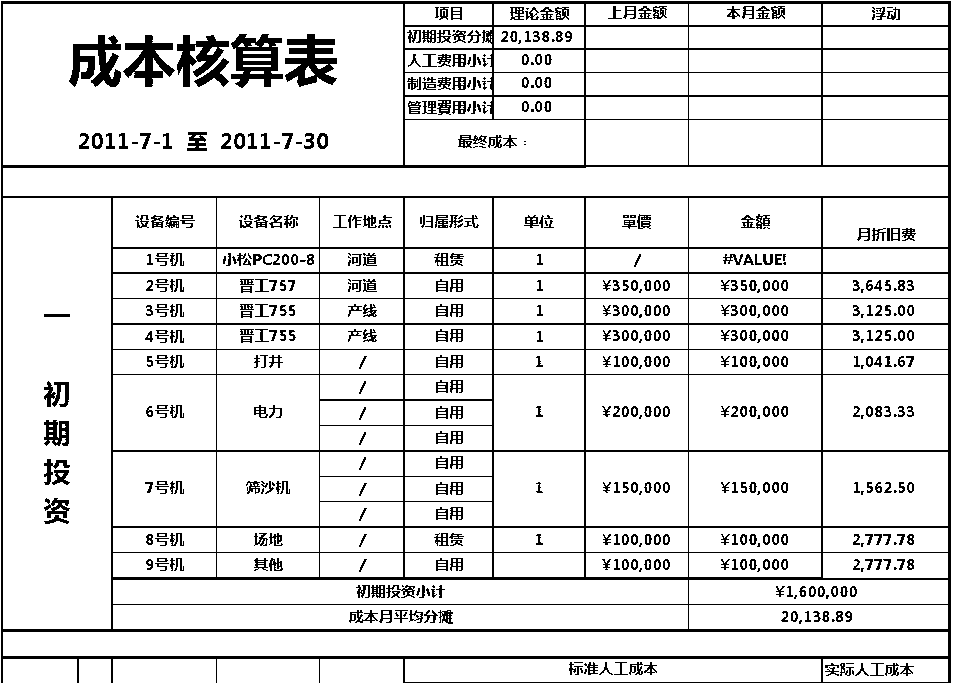 成本核算表
2011-7-1 至 2011-7-30
项目 理论金额 上月金额 本月金额 浮动
初期投资分摊 20,138.89
人工费用小计 0.00
制造费用小计 0.00
管理費用小计 0.00
最终成本：
一 初期投资
设备编号 设备名称 工作地点 归属形式 单位 單價 金額 月折旧费
1号机 小松PC200-8 河道 租赁 1 / #VALUE!
2号机 晋工757 河道 自用 1 ¥350,000 ¥350,000 3,645.83
3号机 晋工755 产线 自用 1 ¥300,000 ¥300,000 3,125.00
4号机 晋工755 产线 自用 1 ¥300,000 ¥300,000 3,125.00
5号机 打井 / 自用 1 ¥100,000 ¥100,000 1,041.67
/ 自用
6号机 电力 / 自用 1 ¥200,000 ¥200,000 2,083.33
/ 自用
/ 自用
7号机 筛沙机 / 自用 1 ¥150,000 ¥150,000 1,562.50
/ 自用
8号机 场地 / 租赁 1 ¥100,000 ¥100,000 2,777.78
9号机 其他 / 自用 ¥100,000 ¥100,000 2,777.78
初期投资小计 ¥1,600,000
成本月平均分摊 20,138.89
标准人工成本 实际人工成本